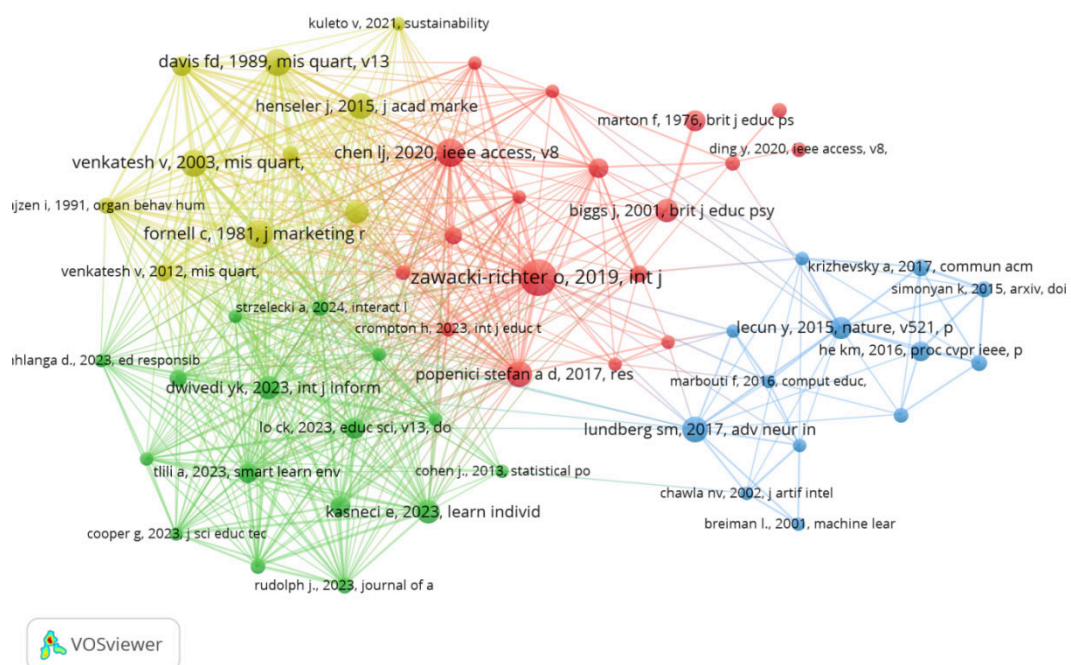 kuleto v, 2021, sustainability
davis fd, 1989, mis quart, v13
henseler j, 2015, j acad marke
marton f, 1976, brit j educ ps
chen lj, 2020, ieee access, v8
ding y, 2020, ieee access, v8,
venkatesh v, 2003, mis quart,
ajzen i, 1991, organ behav hum
biggs j, 2001, brit j educ psy
fornell c, 1981, j marketing r
venkatesh v, 2012, mis quart,
zawacki-richter o, 2019, int j
krizhevsky a, 2017, commun acm
simonyan k, 2015, arxiv, doi
strzelecki a, 2024, interact l
crompton h, 2023, int j educ t
lecun y, 2015, nature, v521, p
he km, 2016, proc cvpr ieee, p
nhlanga d., 2023, ed responsib
popenici stefan a d, 2017, res
marbouti f, 2016, comput educ,
dwivedi yk, 2023, int j inform
lo ck, 2023, educ sci, v13, do
lundberg sm, 2017, adv neur in
tlili a, 2023, smart learn env
cohen j., 2013, statistical po
chawla nv, 2002, j artif intel
kasneci e, 2023, learn individ
breiman l., 2001, machine lear
cooper g, 2023, j sci educ tec
rudolph j., 2023, journal of a
VOSviewer